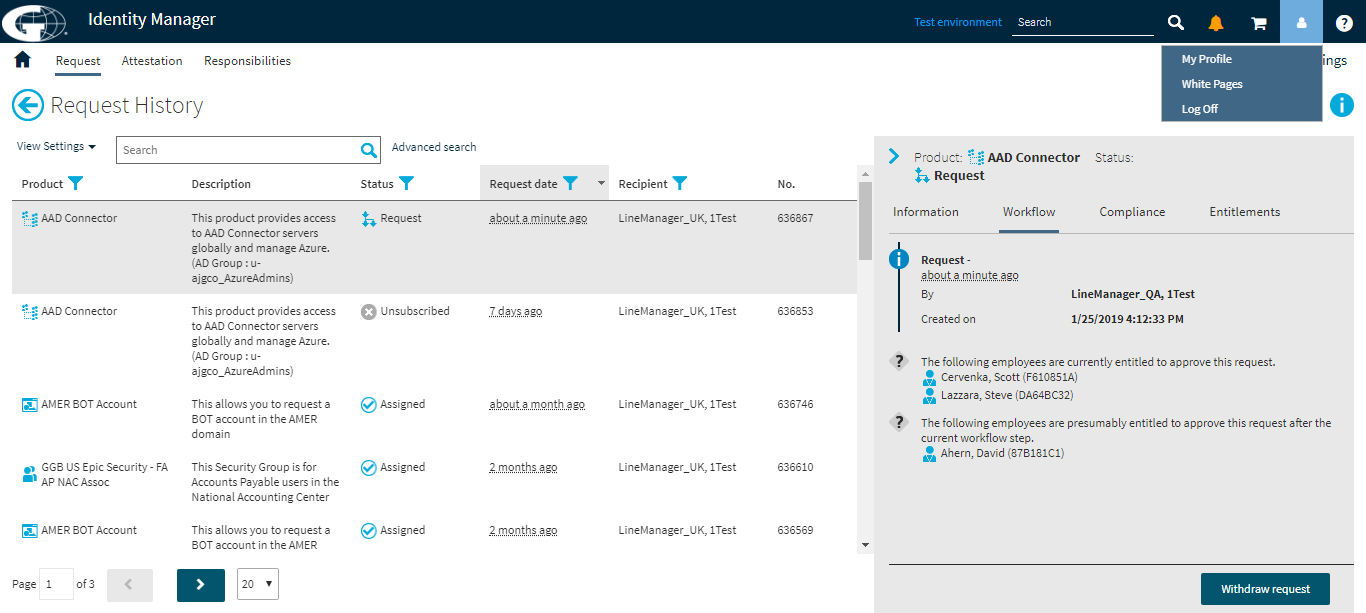 Identity Manager
Test environment
Search
Request
Attestation
Responsibilities
ings
My Profile
White Pages
Log Off
Request History
View Settings
Search
Advanced search
Product
Description
Status
Request date
Recipient
No.
AAD Connector
This product provides access
to AAD Connector servers
globally and manage Azure.
(AD Group : u-
ajgco_AzureAdmins)
Request
about a minute ago
LineManager_UK, 1Test
636867
AAD Connector
This product provides access
to AAD Connector servers
globally and manage Azure.
(AD Group : u-
ajgco_AzureAdmins)
Unsubscribed
7 days ago
LineManager_UK, 1Test
636853
AMER BOT Account
This allows you to request a
BOT account in the AMER
domain
Assigned
about a month ago
LineManager_UK, 1Test
636746
GGB US Epic Security - FA
AP NAC Assoc
This Security Group is for
Accounts Payable users in the
National Accounting Center
Assigned
2 months ago
LineManager_UK, 1Test
636610
AMER BOT Account
This allows you to request a
BOT account in the AMER
Assigned
2 months ago
LineManager_UK, 1Test
636569
Page 1 of 3
20
Product: AAD Connector Status:
Request
Information
Workflow
Compliance
Entitlements
Request -
about a minute ago
By LineManager_QA, 1Test
Created on 1/25/2019 4:12:33 PM
The following employees are currently entitled to approve this request.
Cervenka, Scott (F610851A)
Lazzara, Steve (DA64BC32)
The following employees are presumably entitled to approve this request after the
current workflow step.
Ahern, David (87B181C1)
Withdraw request